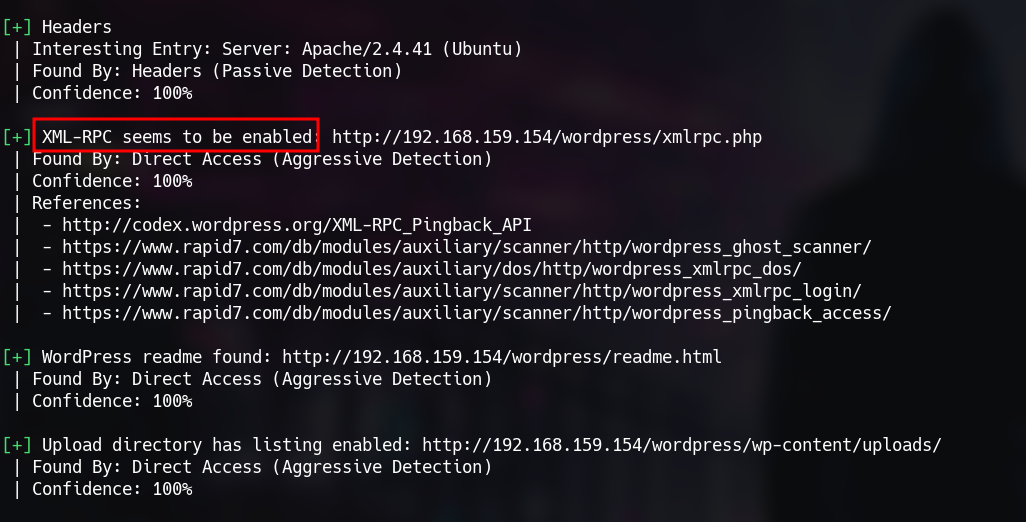 [+] Headers
| Interesting Entry: Server: Apache/2.4.41 (Ubuntu)
| Found By: Headers (Passive Detection)
| Confidence: 100%
[+] XML-RPC seems to be enabled: http://192.168.159.154/wordpress/xmlrpc.php
| Found By: Direct Access (Aggressive Detection)
| Confidence: 100%
| References:
|  - http://codex.wordpress.org/XML-RPC_Pingback_API
|  - https://www.rapid7.com/db/modules/auxiliary/scanner/http/wordpress_ghost_scanner/
|  - https://www.rapid7.com/db/modules/auxiliary/dos/http/wordpress_xmlrpc_dos/
|  - https://www.rapid7.com/db/modules/auxiliary/scanner/http/wordpress_xmlrpc_login/
|  - https://www.rapid7.com/db/modules/auxiliary/scanner/http/wordpress_pingback_access/
[+] WordPress readme found: http://192.168.159.154/wordpress/readme.html
| Found By: Direct Access (Aggressive Detection)
| Confidence: 100%
[+] Upload directory has listing enabled: http://192.168.159.154/wordpress/wp-content/uploads/
| Found By: Direct Access (Aggressive Detection)
| Confidence: 100%